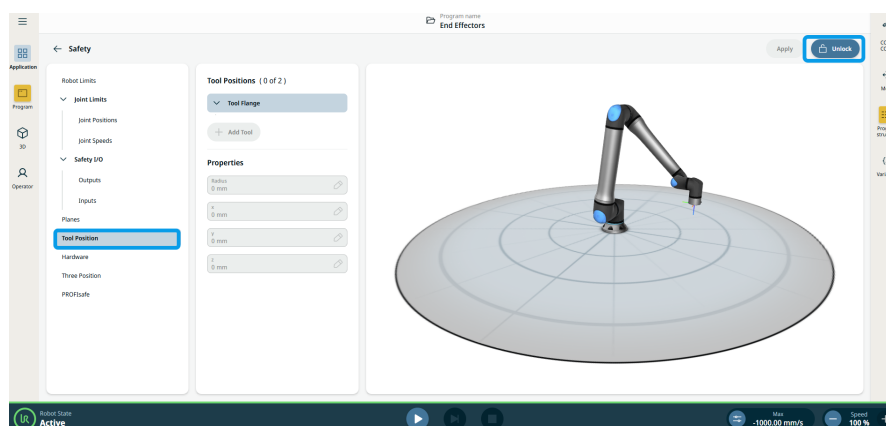 Program name
End Effectors
Safety
Apply
Unlock
Application
Program
3D
Operator
Robot Limits
Joint Limits
Joint Positions
Joint Speeds
Safety I/O
Outputs
Inputs
Planes
Tool Position
Hardware
Three Position
PROFIsafe
Tool Positions ( 0 of 2 )
Tool Flange
+ Add Tool
Properties
Radius
0 mm
x
0 mm
y
0 mm
z
0 mm
Robot State
Active
Max
-1000.00 mm/s
Speed
100 %